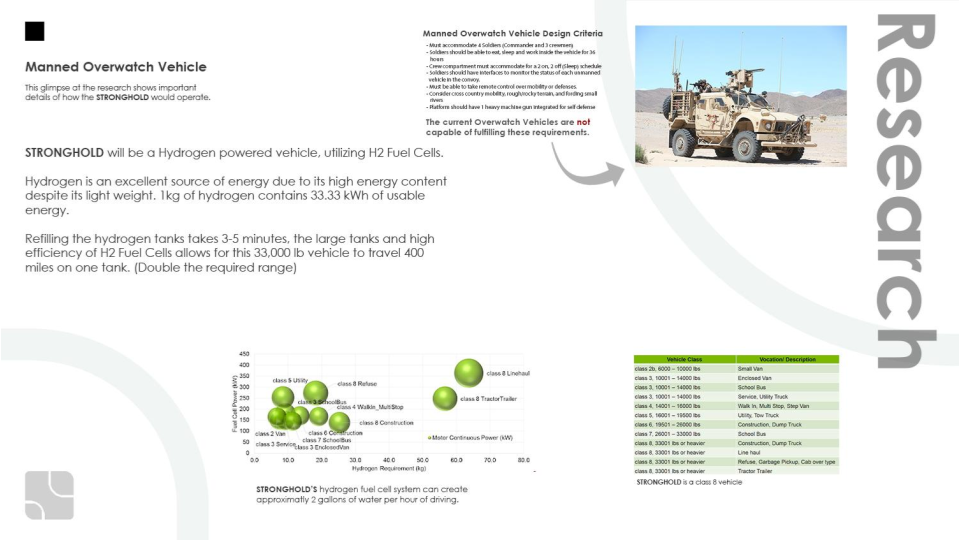 Research
Manned Overwatch Vehicle
This glimpse at the research shows important
details of how the STRONGHOLD would operate.
Manned Overwatch Vehicle Design Criteria
- Must accommodate 4 Soldiers (Commander and 3 crewmen)
- Soldiers should be able to eat, sleep and work inside the vehicle for 36
hours
- Crew compartment must accommodate for a 2 on, 2 off (Sleep) schedule
- Soldiers should have interfaces to monitor the status of each unmanned
vehicle in the convoy.
- Must be able to take remote control over mobility or defenses.
- Consider cross country mobility, rough/rocky terrain, and fording small
rivers.
- Platform should have 1 heavy machine gun integrated for self defense
The current Overwatch Vehicles are not
capable of fulfilling these requirements.
STRONGHOLD will be a Hydrogen powered vehicle, utilizing H2 Fuel Cells.
Hydrogen is an excellent source of energy due to its high energy content
despite its light weight. 1kg of hydrogen contains 33.33 kWh of usable
energy.
Refilling the hydrogen tanks takes 3-5 minutes, the large tanks and high
efficiency of H2 Fuel Cells allows for this 33,000 lb vehicle to travel 400
miles on one tank. (Double the required range)
Fuel Cell Power (kW)
450
400
350
300
250
200
150
100
50
0
class 8 Linehaul
class 5 Utility
class 8 Refuse
class 8 TractorTrailer
class 3 SchoolBus
class 4 WalkIn_MultiStop
class 8 Construction
class 2 Van
class 6 Construction
Motor Continuous Power (kW)
class 7 SchoolBus
class 3 Service
class 3 EnclosedVan
0.0 10.0 20.0 30.0 40.0 50.0 60.0 70.0 80.0
Hydrogen Requirement (kg)
STRONGHOLD'S hydrogen fuel cell system can create
approximatly 2 gallons of water per hour of driving.
Vehicle Class Vocation/ Description
class 2b, 6000 – 10000 lbs Small Van
class 3, 10001 – 14000 lbs Enclosed Van
class 3, 10001 – 14000 lbs School Bus
class 3, 10001 – 14000 lbs Service, Utility Truck
class 4, 14001 – 16000 lbs Walk In, Multi Stop, Step Van
class 5, 16001 – 19500 lbs Utility, Tow Truck
class 6, 19501 – 26000 lbs Construction, Dump Truck
class 7, 26001 – 33000 lbs School Bus
class 8, 33001 lbs or heavier Construction, Dump Truck
class 8, 33001 lbs or heavier Line haul
class 8, 33001 lbs or heavier Refuse, Garbage Pickup, Cab over type
class 8, 33001 lbs or heavier Tractor Trailer
STRONGHOLD is a class 8 vehicle